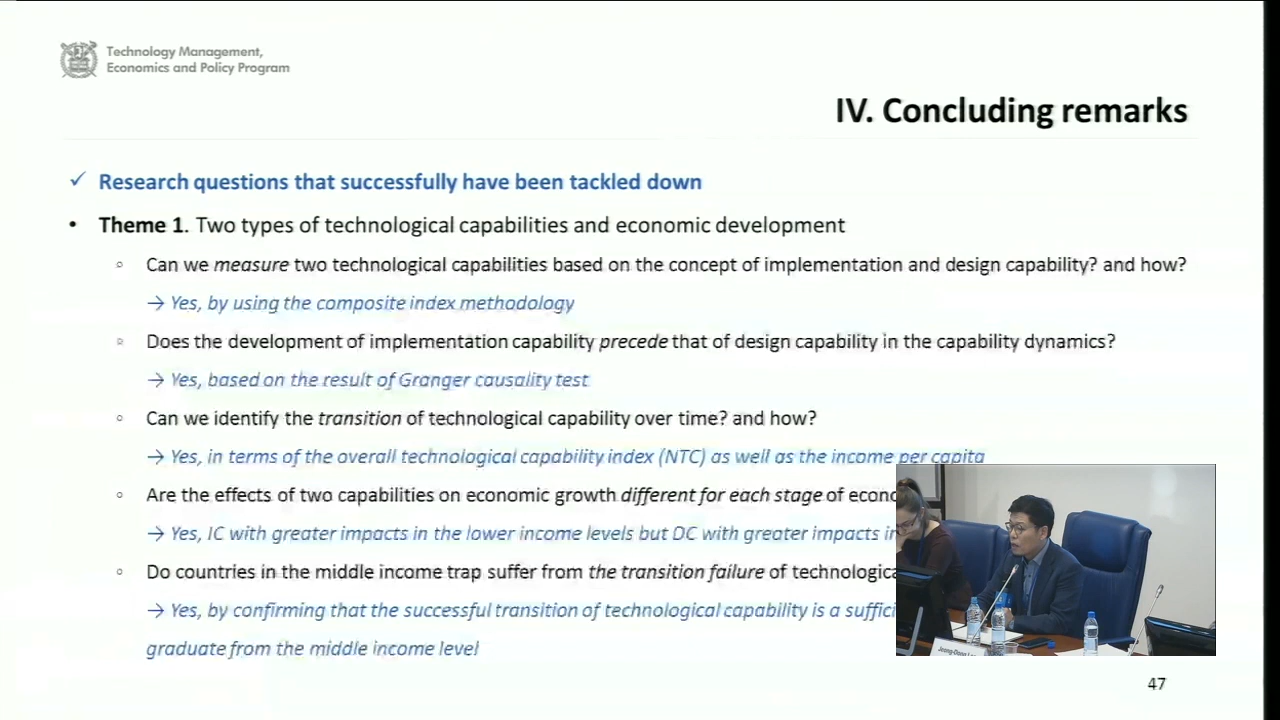 Technology Management,
Economics and Policy Program
IV. Concluding remarks
✓ Research questions that successfully have been tackled down
• Theme 1. Two types of technological capabilities and economic development
◦ Can we measure two technological capabilities based on the concept of implementation and design capability? and how?
→ Yes, by using the composite index methodology
◦ Does the development of implementation capability precede that of design capability in the capability dynamics?
→ Yes, based on the result of Granger causality test
◦ Can we identify the transition of technological capability over time? and how?
→ Yes, in terms of the overall technological capability index (NTC) as well as the income per capita
◦ Are the effects of two capabilities on economic growth different for each stage of
→ Yes, IC with greater impacts in the lower income levels but DC with greater impacts
◦ Do countries in the middle income trap suffer from the transition failure of
→ Yes, by confirming that the successful transition of technological capability is a
graduate from the middle income level
Jeong-Dong
47